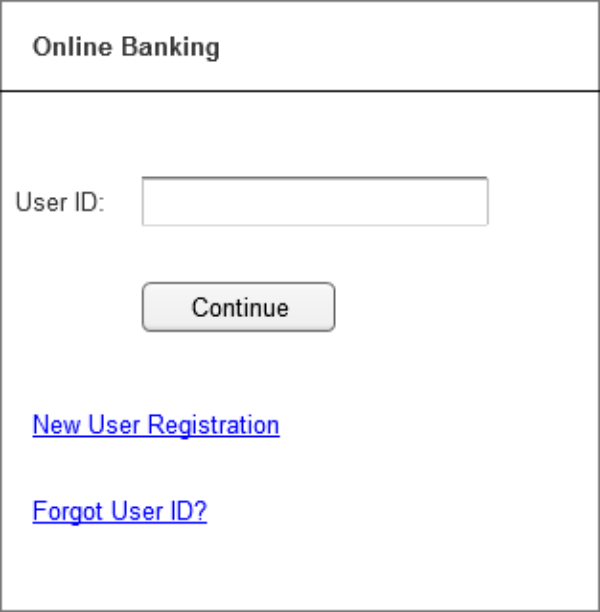 Online Banking
User ID:
Continue
New User Registration
Forgot User ID?